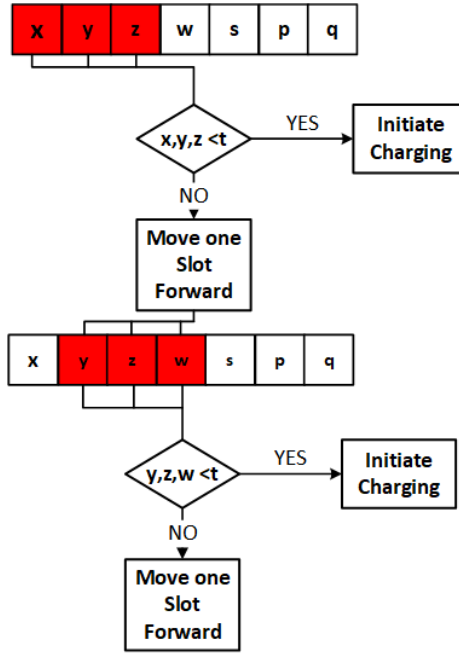 x y z w s p q
x,y,z <t
YES
Initiate
Charging
NO
Move one
Slot
Forward
x y z w s p q
y,z,w <t
YES
Initiate
Charging
NO
Move one
Slot
Forward